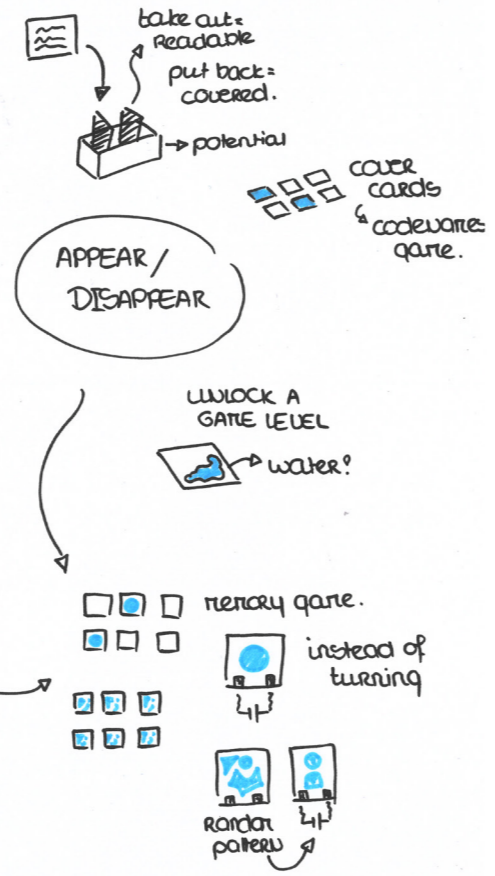 take out =
Readable
put back =
covered.
potential
COVER
CARDS
codenames
game.
APPEAR /
DISAPPEAR
UNLOCK A
GAME LEVEL
water?
memory game.
instead of
turning
Random
pattern